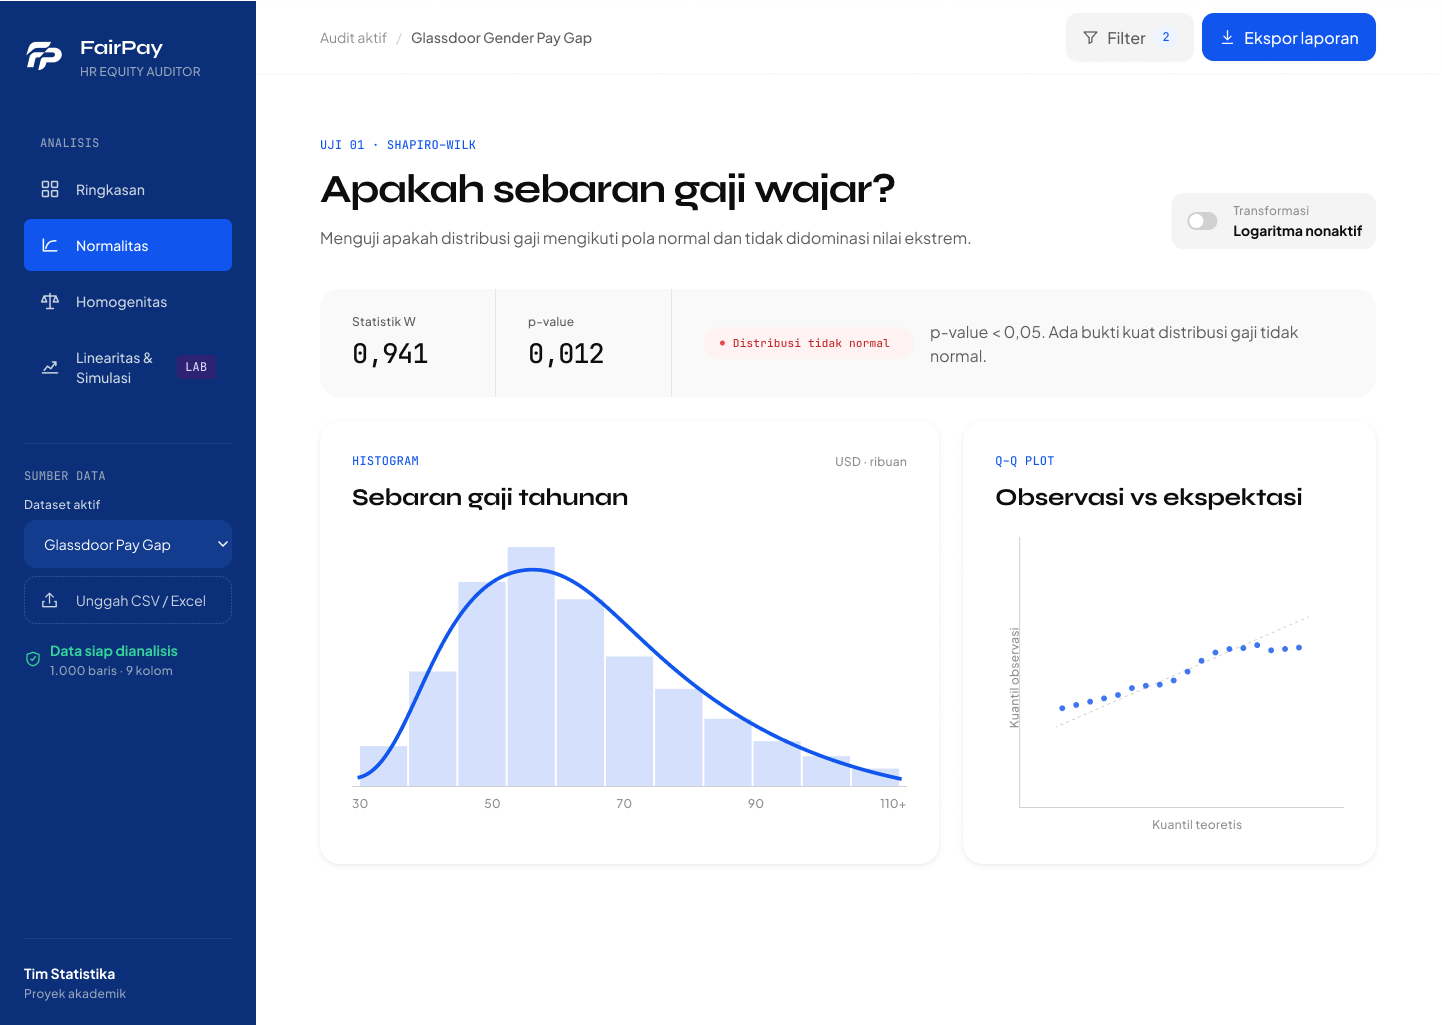 FairPay
HR EQUITY AUDITOR
ANALISIS
Ringkasan
Normalitas
Homogenitas
Linearitas &
Simulasi
LAB
SUMBER DATA
Dataset aktif
Glassdoor Pay Gap
Unggah CSV / Excel
Data siap dianalisis
1.000 baris · 9 kolom
Tim Statistika
Proyek akademik
Audit aktif / Glassdoor Gender Pay Gap
Filter 2
Ekspor laporan
UJI 01 · SHAPIRO–WILK
Apakah sebaran gaji wajar?
Menguji apakah distribusi gaji mengikuti pola normal dan tidak didominasi nilai ekstrem.
Transformasi
Logaritma nonaktif
Statistik W
0,941
p-value
0,012
Distribusi tidak normal
p-value < 0,05. Ada bukti kuat distribusi gaji tidak
normal.
HISTOGRAM
USD · ribuan
Sebaran gaji tahunan
30 50 70 90 110+
Q–Q PLOT
Observasi vs ekspektasi
Kuantil observasi
Kuantil teoretis